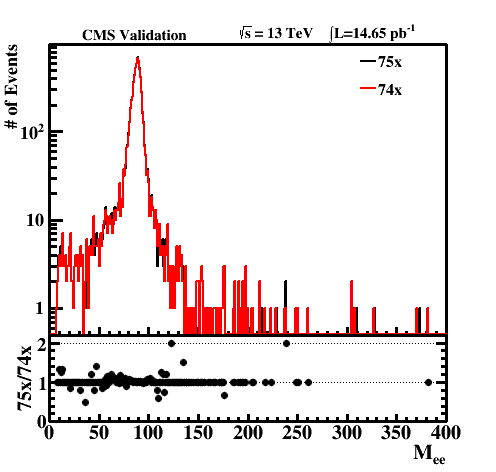 CMS Validation √s = 13 TeV ∫L=14.65 pb⁻¹
# of Events
75x
74x
10²
10
1
75x/74x
2
1
0
0 50 100 150 200 250 300 350 400
Mee